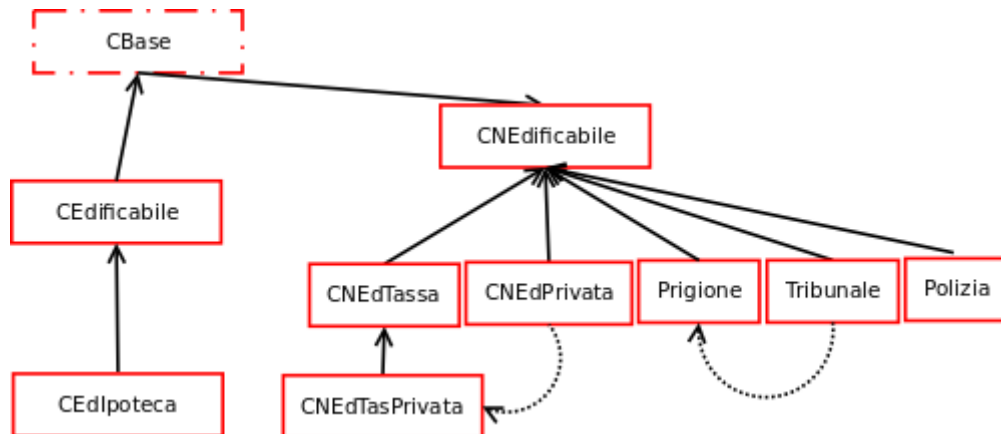 CBase
CNEdificabile
CEdificabile
CNEdTassa
CNEdPrivata
Prigione
Tribunale
Polizia
CEdIpoteca
CNEdTasPrivata